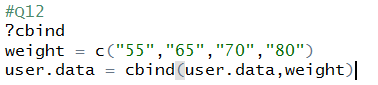 #Q12
?cbind
weight = c("55","65","70","80")
user.data = cbind(user.data,weight)